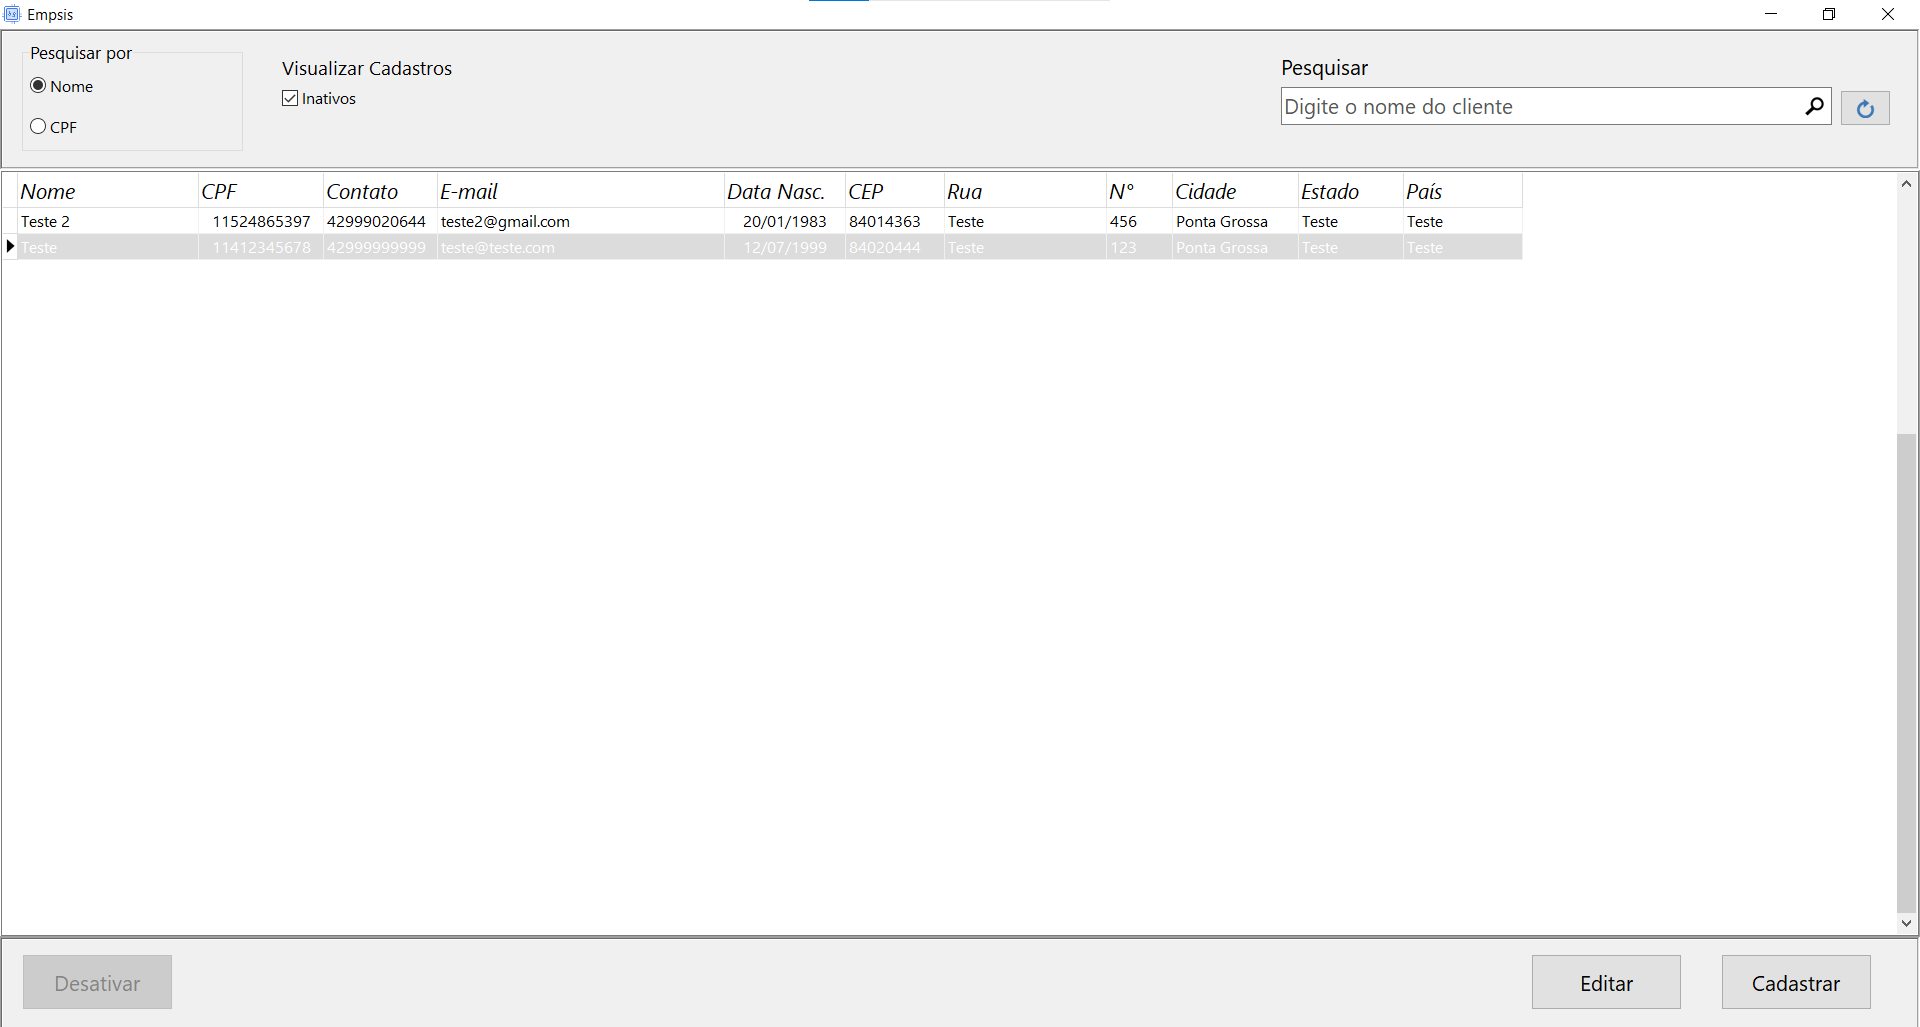 Empsis
Pesquisar por
Nome
CPF
Visualizar Cadastros
Inativos
Pesquisar
Digite o nome do cliente
Nome CPF Contato E-mail Data Nasc. CEP Rua N° Cidade Estado País
Teste 2 11524865397 42999020644 teste2@gmail.com 20/01/1983 84014363 Teste 456 Ponta Grossa Teste Teste
Teste 11412345678 42999999999 teste@teste.com 12/07/1999 84020444 Teste 123 Ponta Grossa Teste Teste
Desativar Editar Cadastrar